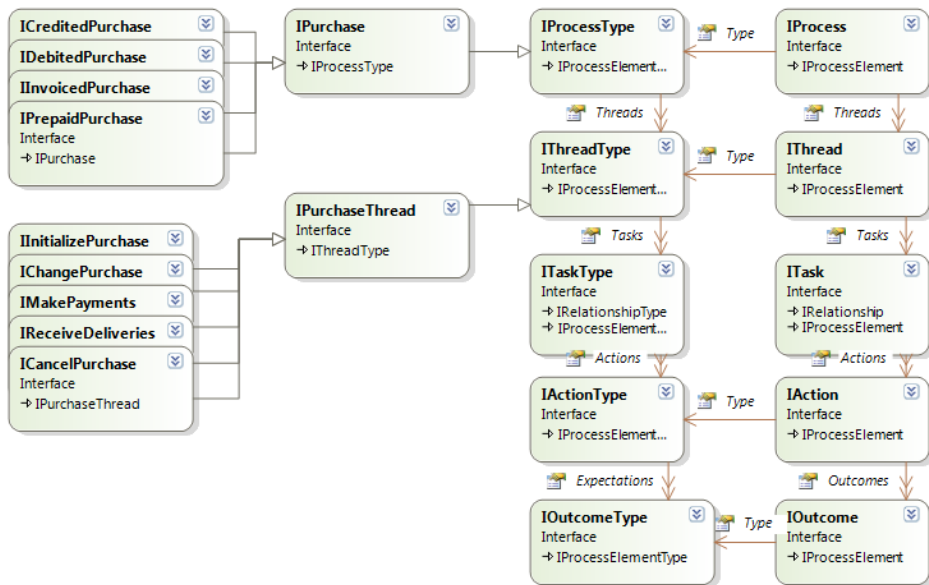 ICreditedPurchase
IDebitedPurchase
IInvoicedPurchase
IPrepaidPurchase
Interface
IPurchase
IPurchase
Interface
IProcessType
IProcessType
Interface
IProcessElement...
Type
IProcess
Interface
IProcessElement
Threads
Threads
IThreadType
Interface
IProcessElement...
Type
IThread
Interface
IProcessElement
IPurchaseThread
Interface
IThreadType
IInitializePurchase
IChangePurchase
IMakePayments
IReceiveDeliveries
ICancelPurchase
Interface
IPurchaseThread
Tasks
Tasks
ITaskType
Interface
IRelationshipType
IProcessElement...
ITask
Interface
IRelationship
IProcessElement
Actions
Actions
IActionType
Interface
IProcessElement...
Type
IAction
Interface
IProcessElement
Expectations
Outcomes
IOutcomeType
Interface
IProcessElementType
Type
IOutcome
Interface
IProcessElement